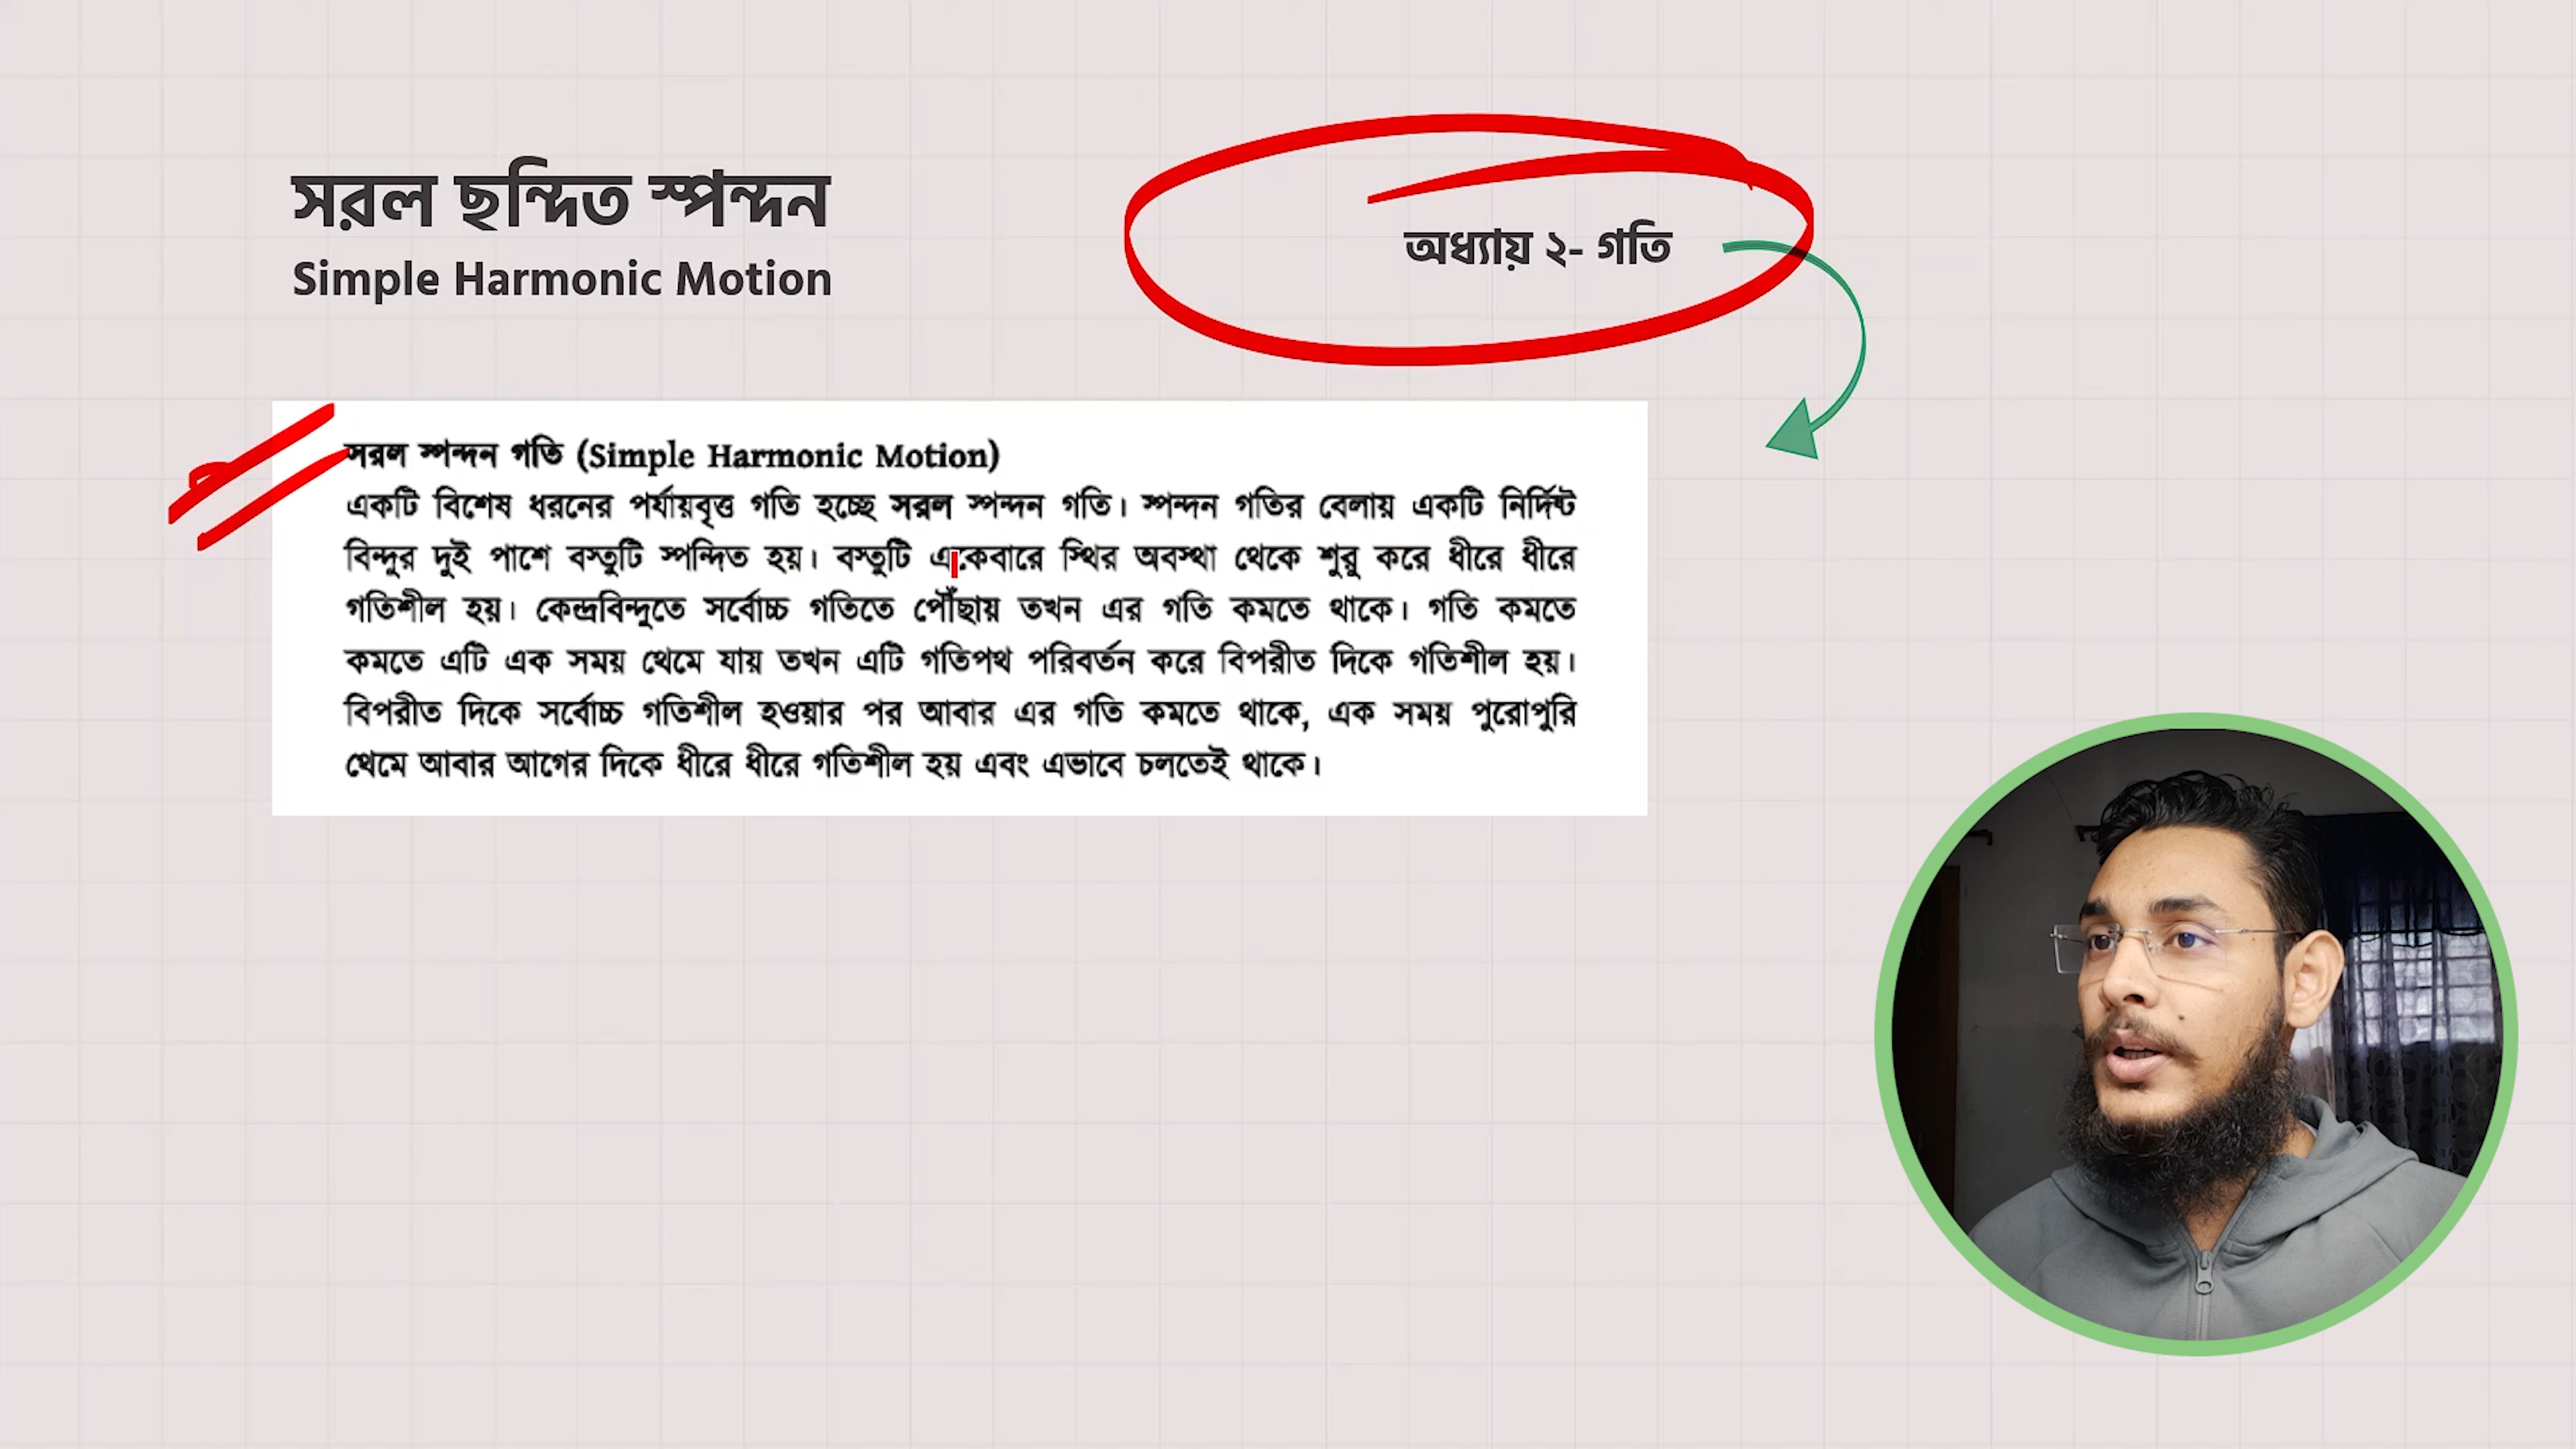 সরল ছন্দিত স্পন্দন
Simple Harmonic Motion
অধ্যায় ২- গতি
সরল স্পন্দন গতি (Simple Harmonic Motion)
একটি বিশেষ ধরনের পর্যায়বৃত্ত গতি হচ্ছে সরল স্পন্দন গতি। স্পন্দন গতির বেলায় একটি নির্দিষ্ট
বিন্দুর দুই পাশে বস্তুটি স্পন্দিত হয়। বস্তুটি একেবারে স্থির অবস্থা থেকে শুরু করে ধীরে ধীরে
গতিশীল হয়। কেন্দ্রবিন্দুতে সর্বোচ্চ গতিতে পৌঁছায় তখন এর গতি কমতে থাকে। গতি কমতে
কমতে এটি এক সময় থেমে যায় তখন এটি গতিপথ পরিবর্তন করে বিপরীত দিকে গতিশীল হয়।
বিপরীত দিকে সর্বোচ্চ গতিশীল হওয়ার পর আবার এর গতি কমতে থাকে, এক সময় পুরোপুরি
থেমে আবার আগের দিকে ধীরে ধীরে গতিশীল হয় এবং এভাবে চলতেই থাকে।